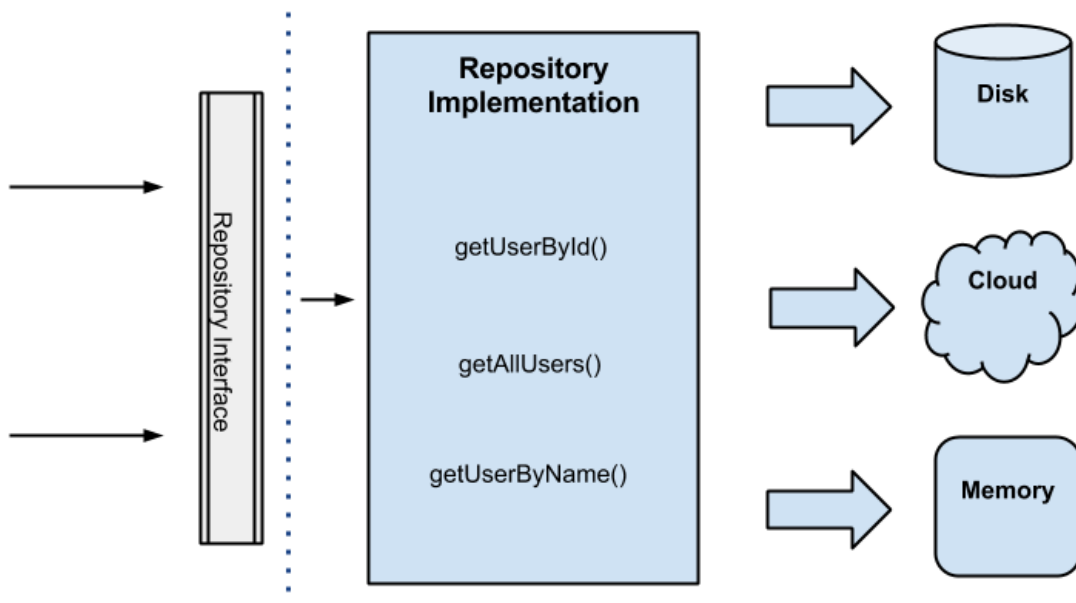 Repository Interface
Repository
Implementation
getUserById()
getAllUsers()
getUserByName()
Disk
Cloud
Memory